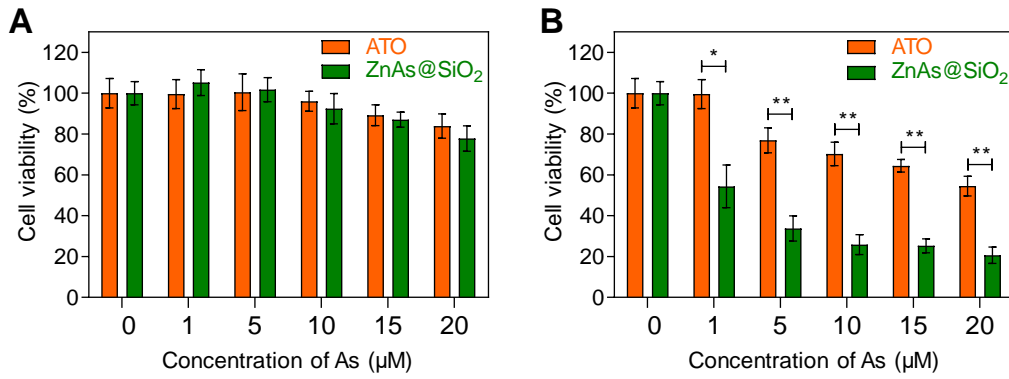 A
ATO
ZnAs@SiO₂
Cell viability (%)
120
100
80
60
40
20
0
0 1 5 10 15 20
Concentration of As (μM)
B
ATO
ZnAs@SiO₂
Cell viability (%)
120
100
80
60
40
20
0
*
**
**
**
**
0 1 5 10 15 20
Concentration of As (μM)